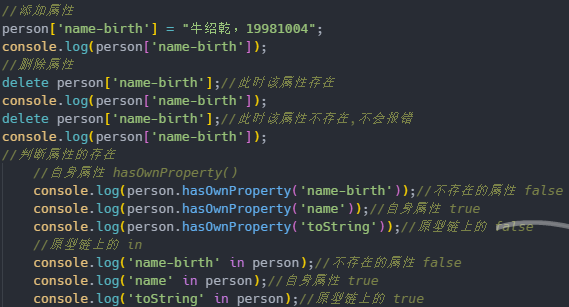 //添加属性
person['name-birth'] = "牛绍乾，19981004";
console.log(person['name-birth']);
//删除属性
delete person['name-birth'];//此时该属性存在
console.log(person['name-birth']);
delete person['name-birth'];//此时该属性不存在,不会报错
console.log(person['name-birth']);
//判断属性的存在
//自身属性 hasOwnProperty()
console.log(person.hasOwnProperty('name-birth'));//不存在的属性 false
console.log(person.hasOwnProperty('name'));//自身属性 true
console.log(person.hasOwnProperty('toString'));//原型链上的 false
//原型链上的 in
console.log('name-birth' in person);//不存在的属性 false
console.log('name' in person);//自身属性 true
console.log('toString' in person);//原型链上的 true